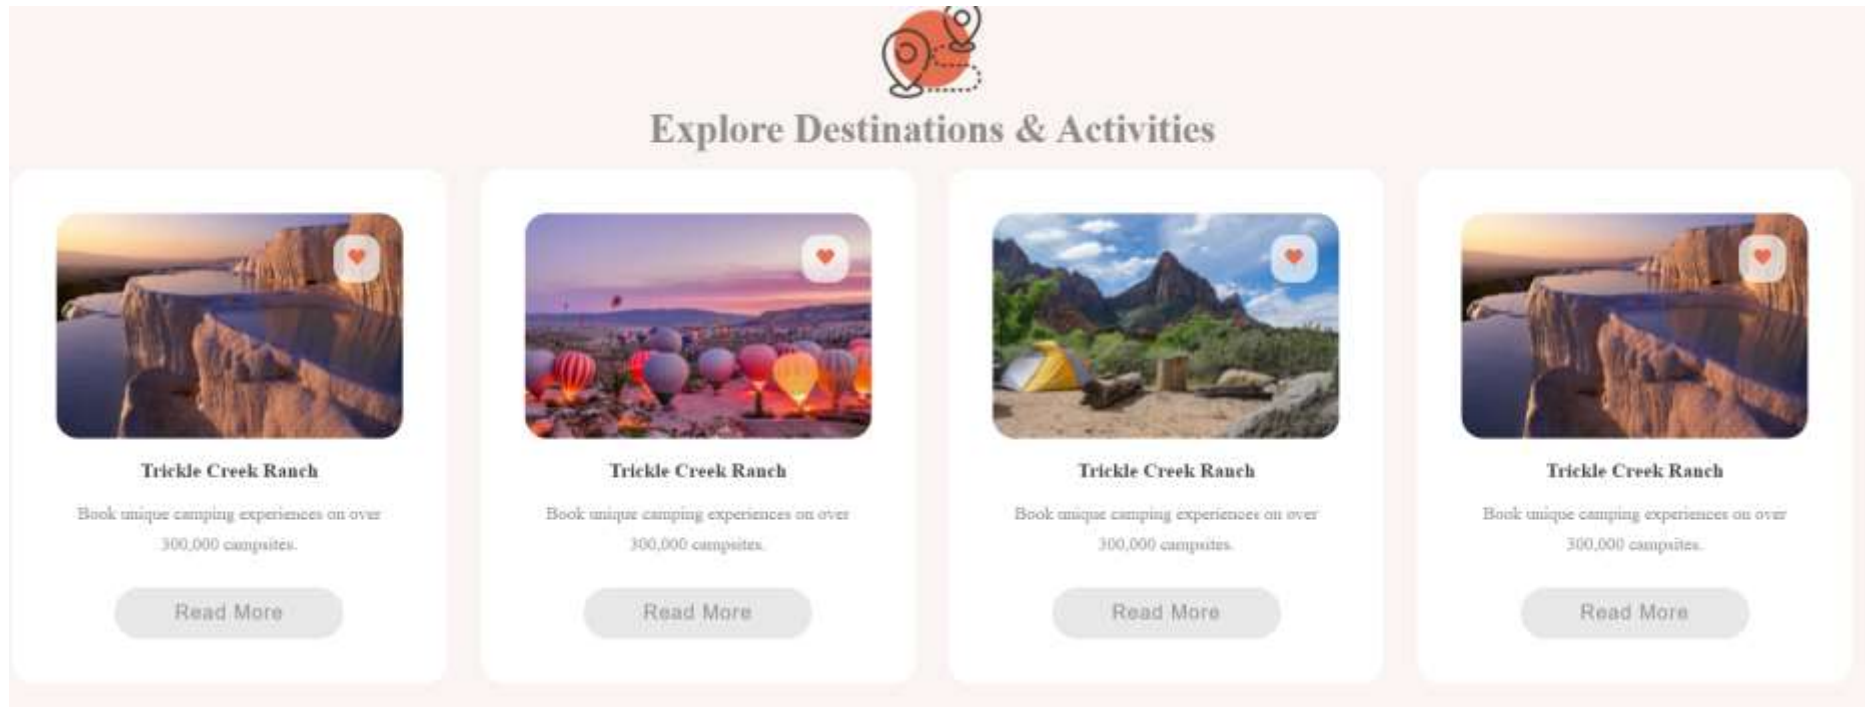 Explore Destinations & Activities
Trickle Creek Ranch
Book unique camping experiences on over
300,000 campsites.
Read More
Trickle Creek Ranch
Book unique camping experiences on over
300,000 campsites.
Read More
Trickle Creek Ranch
Book unique camping experiences on over
300,000 campsites.
Read More
Trickle Creek Ranch
Book unique camping experiences on over
300,000 campsites.
Read More